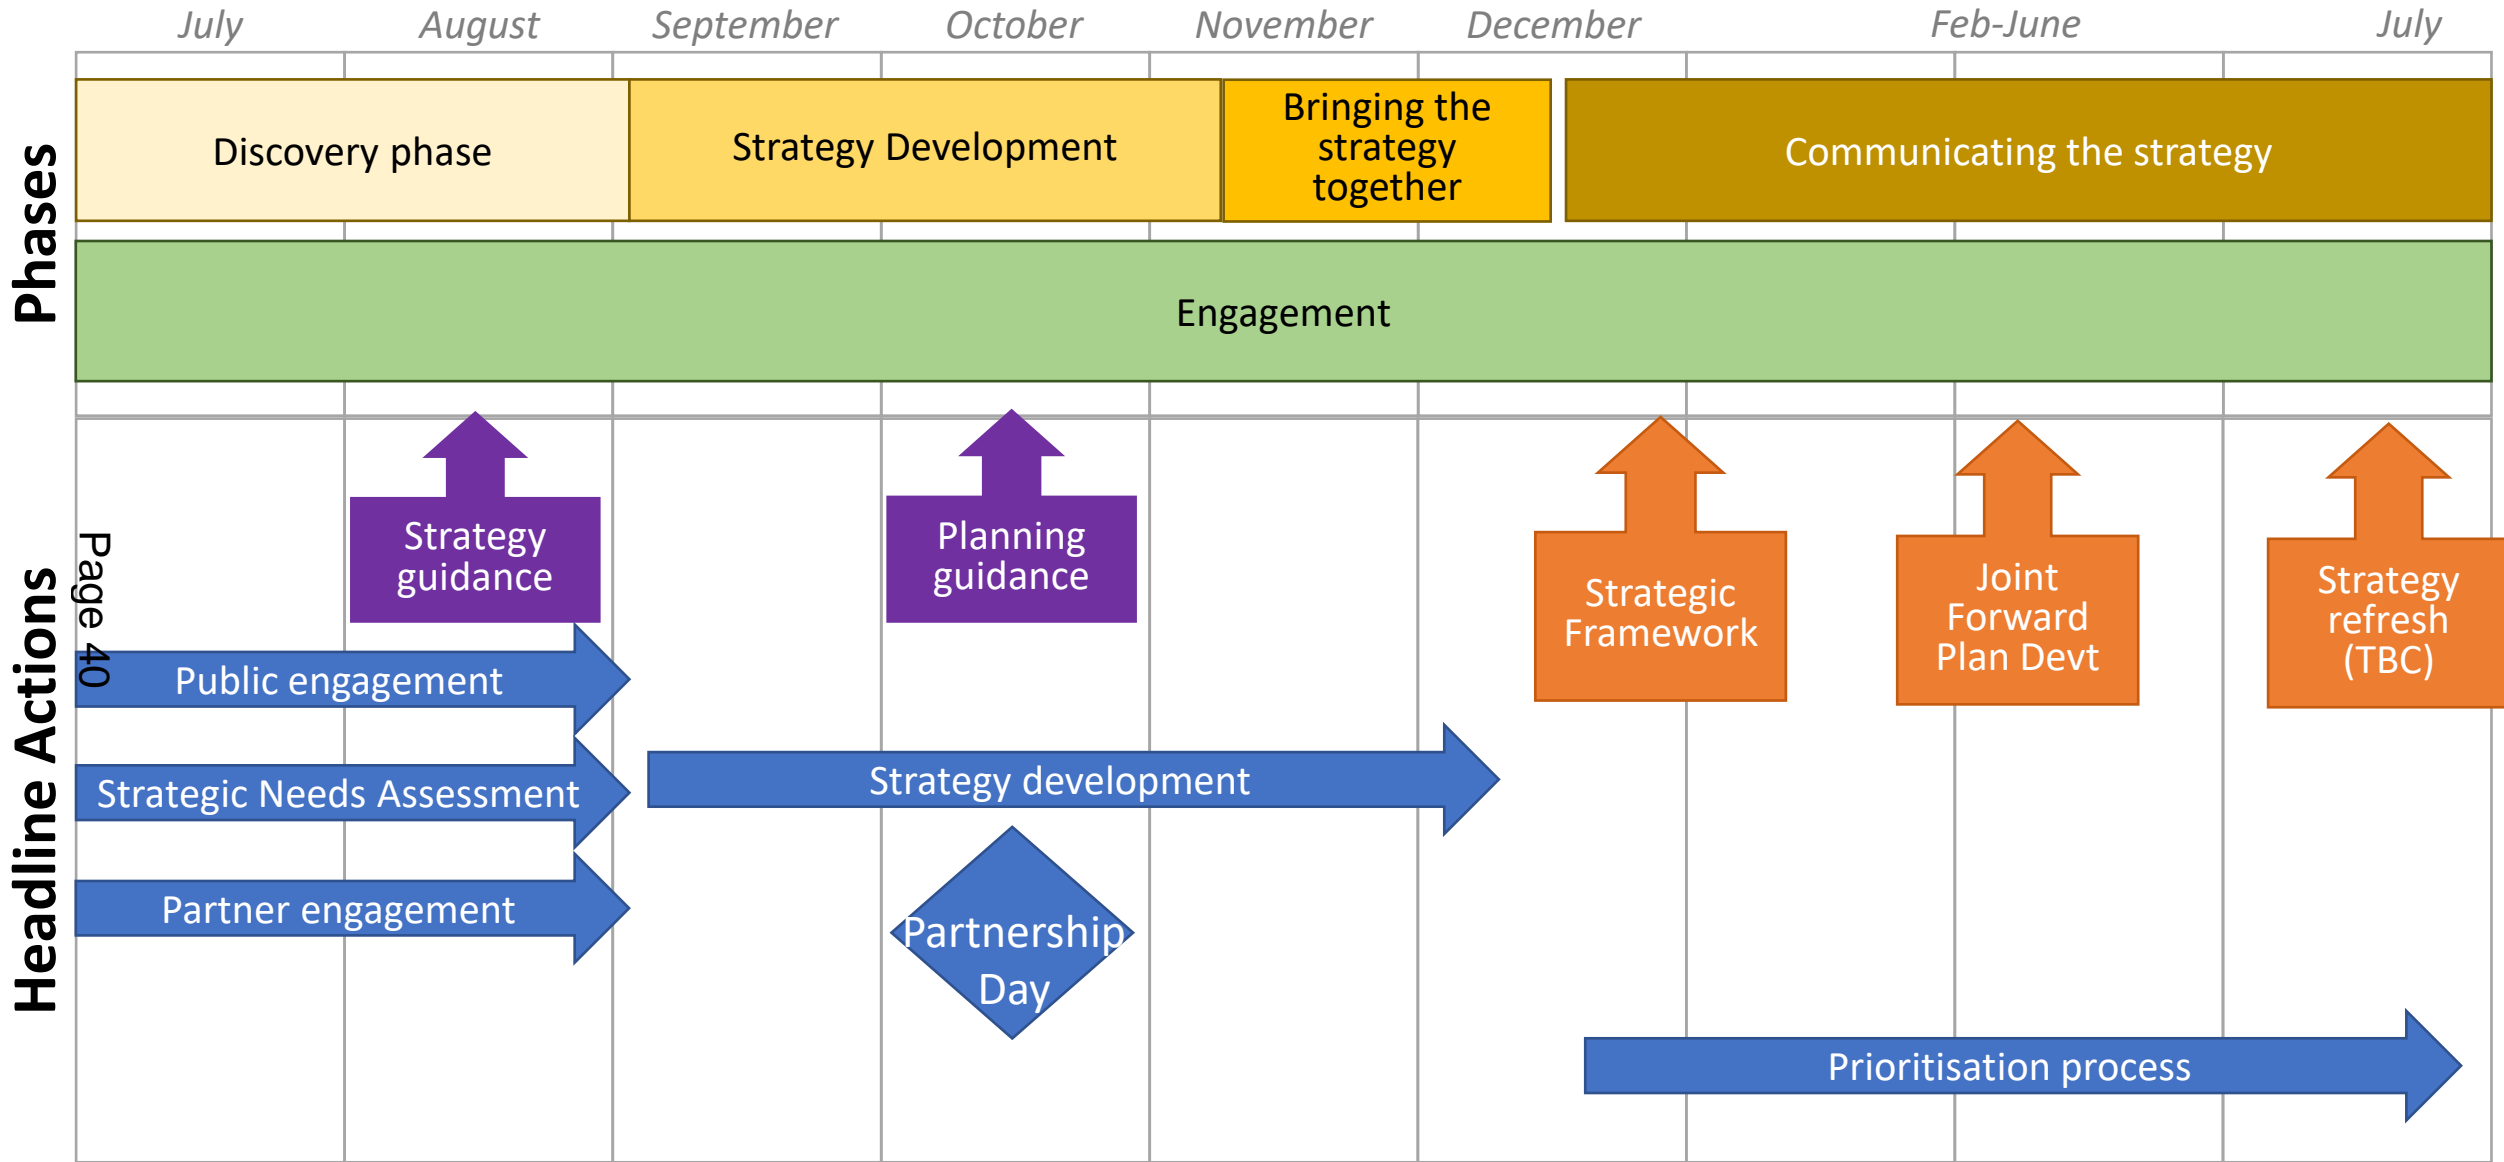 July August September October November December Feb-June July
Phases
Discovery phase
Strategy Development
Bringing the
strategy
together
Communicating the strategy
Engagement
Headline Actions
Page 40
Strategy
guidance
Planning
guidance
Strategic
Framework
Joint
Forward
Plan Devt
Strategy
refresh
(TBC)
Public engagement
Strategic Needs Assessment
Strategy development
Partner engagement
Partnership
Day
Prioritisation process